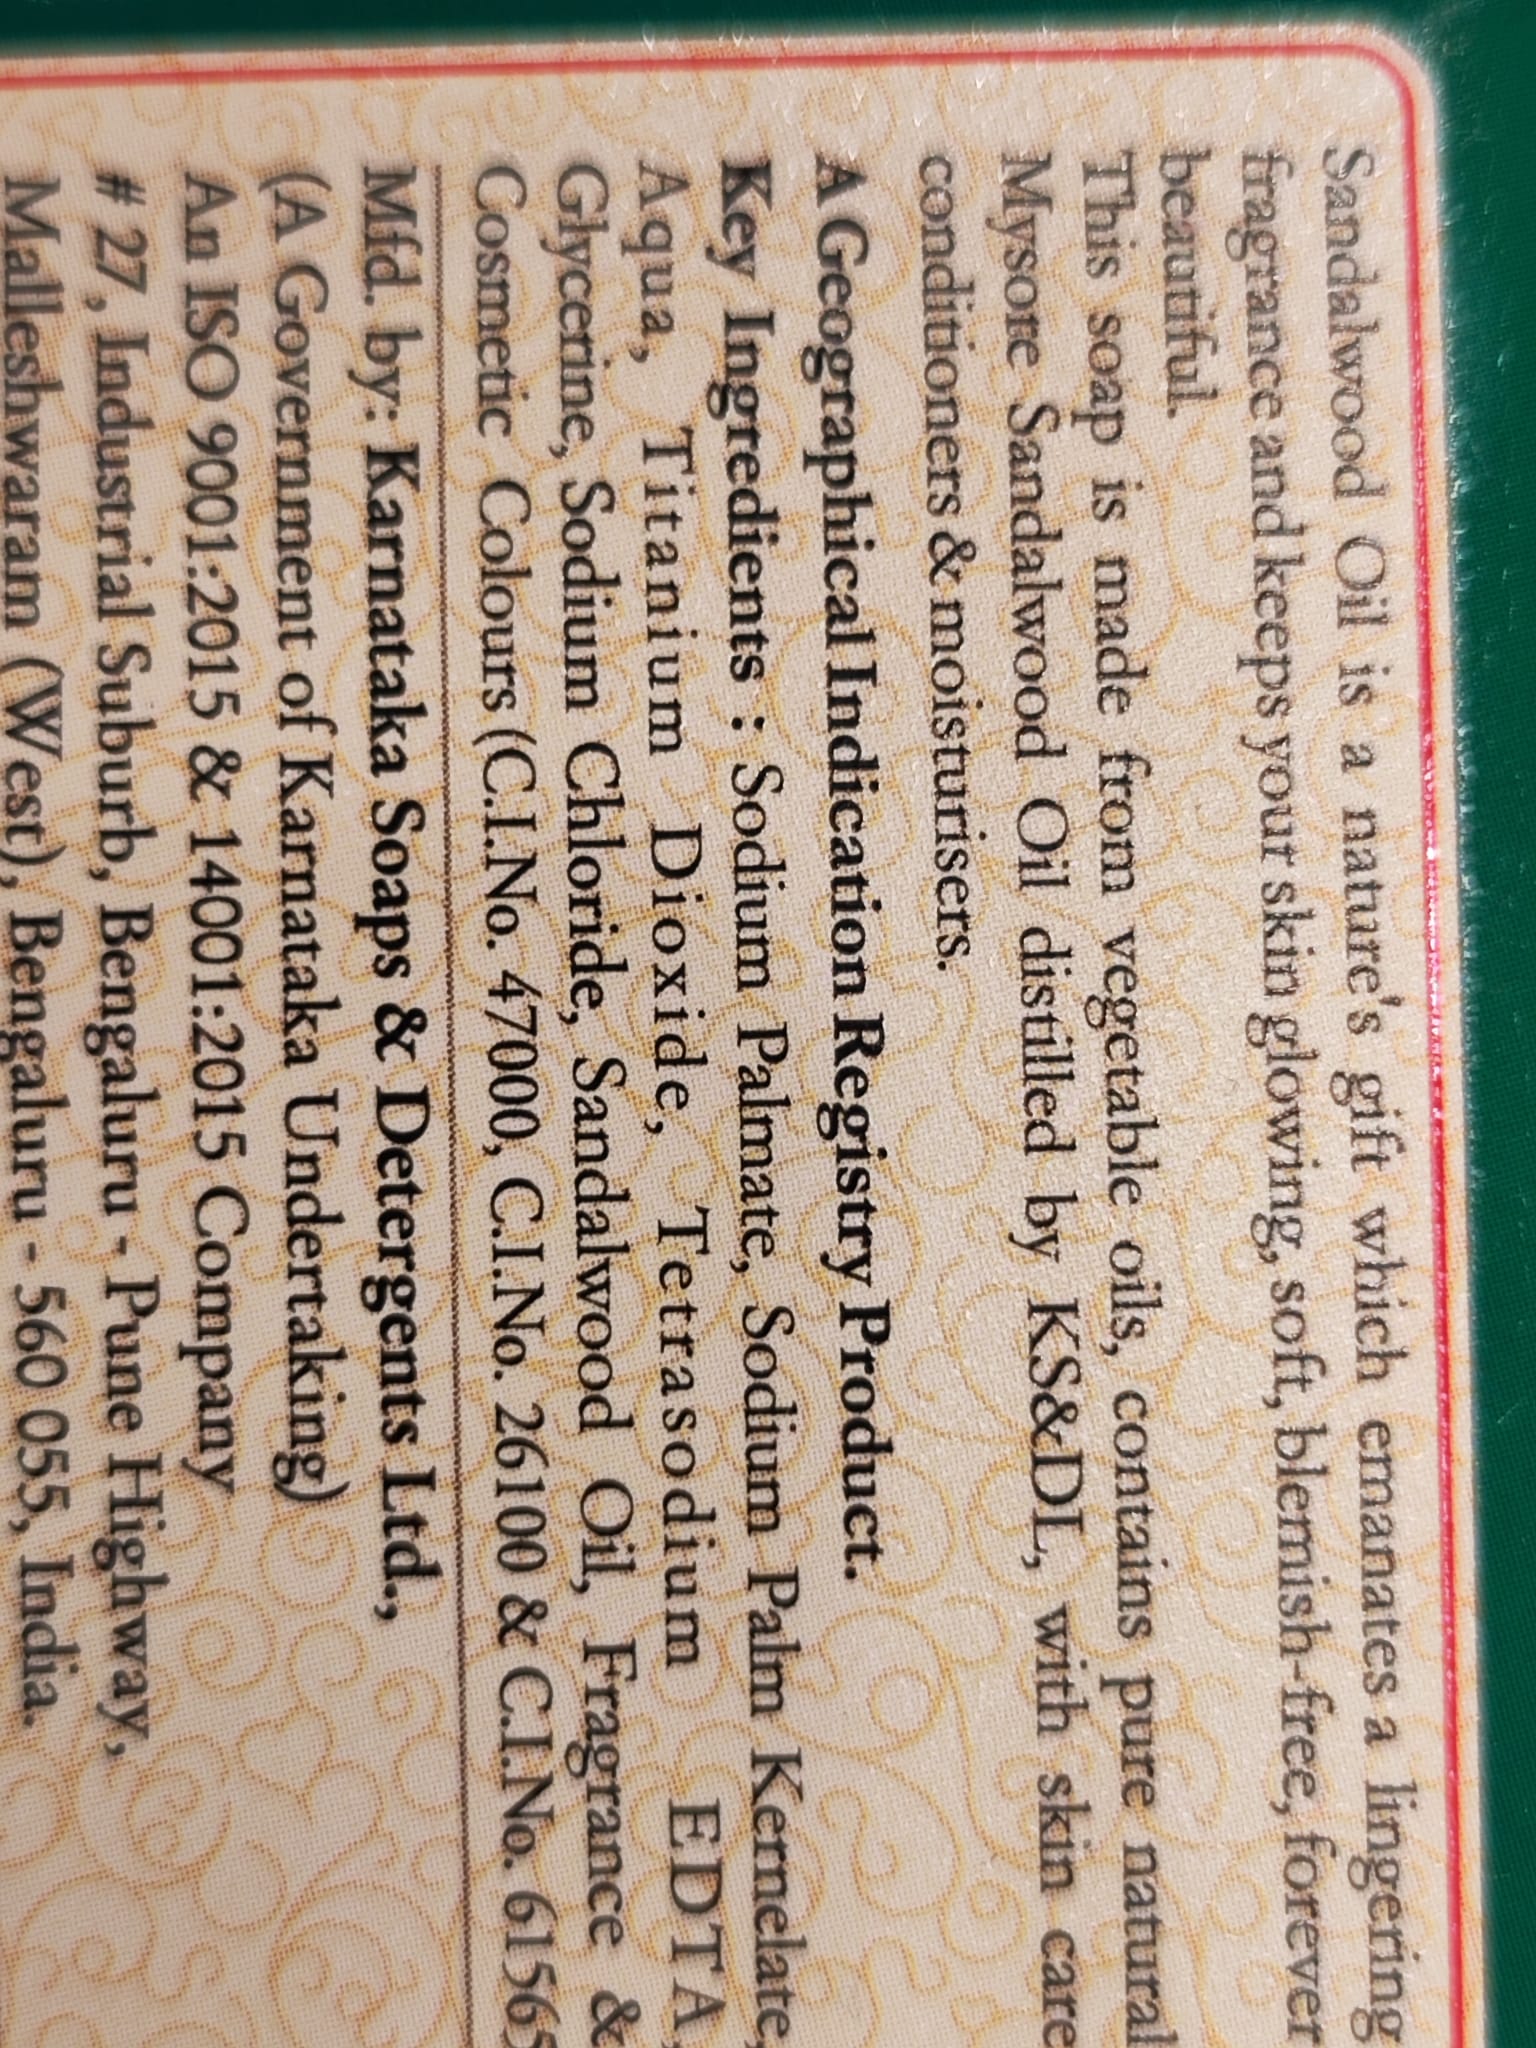 Sandalwood Oil is a nature's gift which emanates a lingering
fragrance and keeps your skin glowing, soft, blemish-free, forever
beautiful.
This soap is made from vegetable oils, contains pure natural
Mysore Sandalwood Oil distilled by KS&DL, with skin care
conditioners & moisturisers.
A Geographical Indication Registry Product.
Key Ingredients : Sodium Palmate, Sodium Palm Kernelate,
Aqua, Titanium Dioxide, Tetrasodium EDTA,
Glycerine, Sodium Chloride, Sandalwood Oil, Fragrance &
Cosmetic Colours (C.I.No. 47000, C.I.No. 26100 & C.I.No. 61565
Mfd. by: Karnataka Soaps & Detergents Ltd.,
(A Government of Karnataka Undertaking)
An ISO 9001:2015 & 14001:2015 Company
# 27, Industrial Suburb, Bengaluru - Pune Highway,
Malleshwaram (West), Bengaluru - 560 055, India.